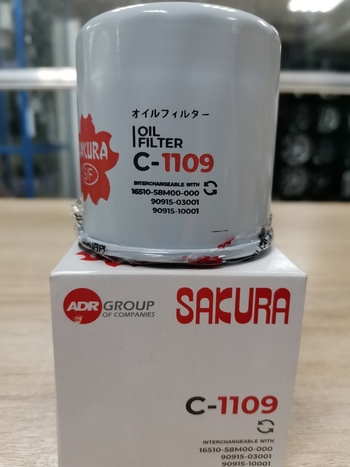 オイルフィルター
OIL
FILTER
C-1109
INTERCHANGEABLE WITH
16510-58M00-000
90915-03001
90915-10001
SAKURA
SF
ADR GROUP
OF COMPANIES
SAKURA
C-1109
INTERCHANGEABLE WITH
16510-58M00-000
90915-03001
90915-10001